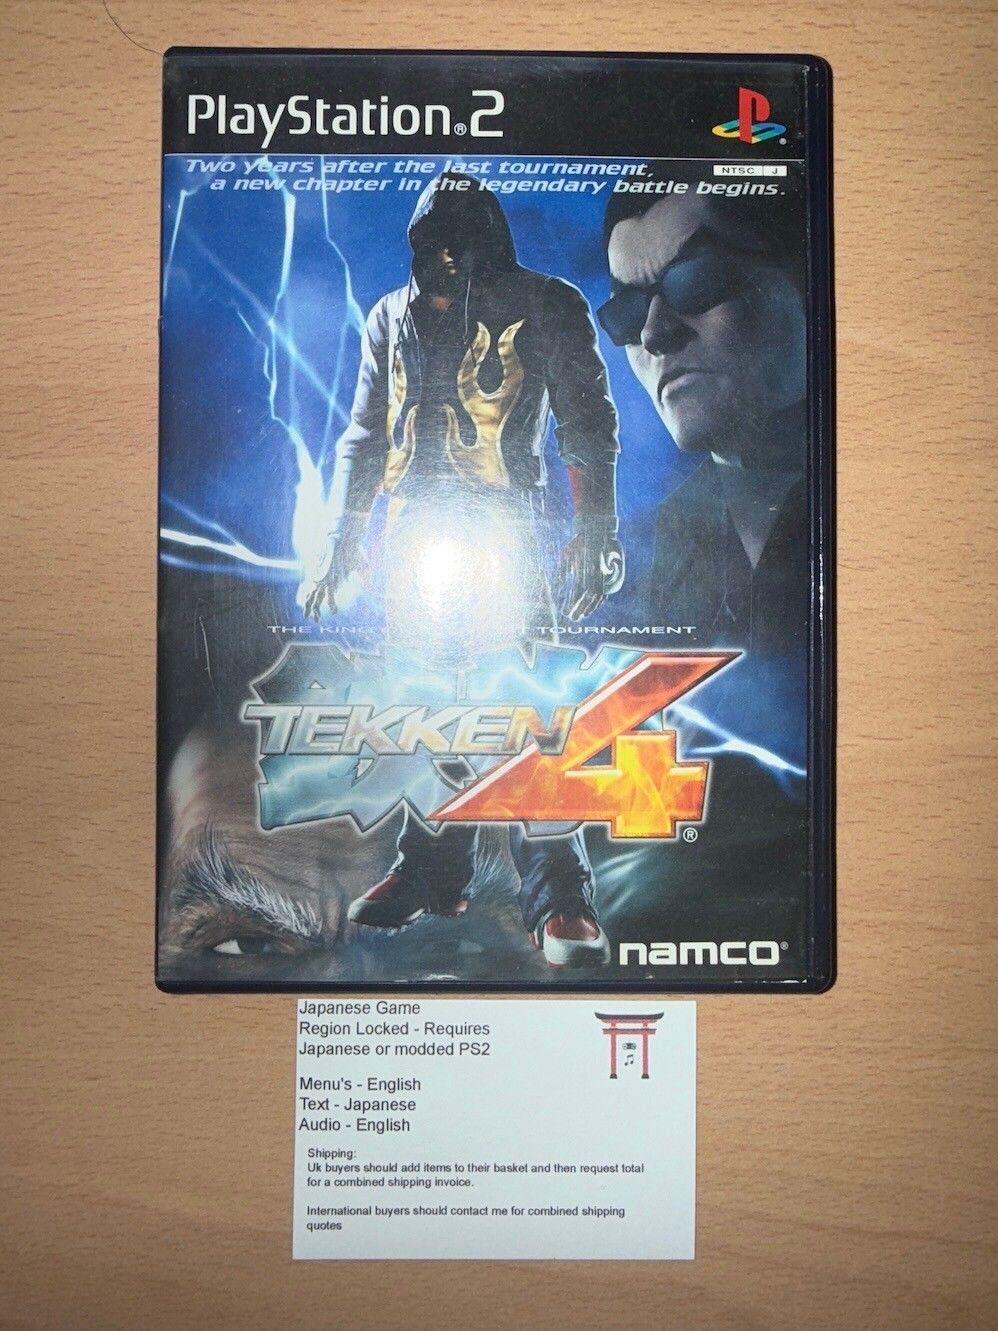 PlayStation®2
Two years after the last tournament,
a new chapter in the legendary battle begins.
NTSC J
THE KING TOURNAMENT
TEKKEN 4®
namco®
Japanese Game
Region Locked - Requires
Japanese or modded PS2
Menu's - English
Text - Japanese
Audio - English
Shipping:
Uk buyers should add items to their basket and then request total
for a combined shipping invoice.
International buyers should contact me for combined shipping
quotes